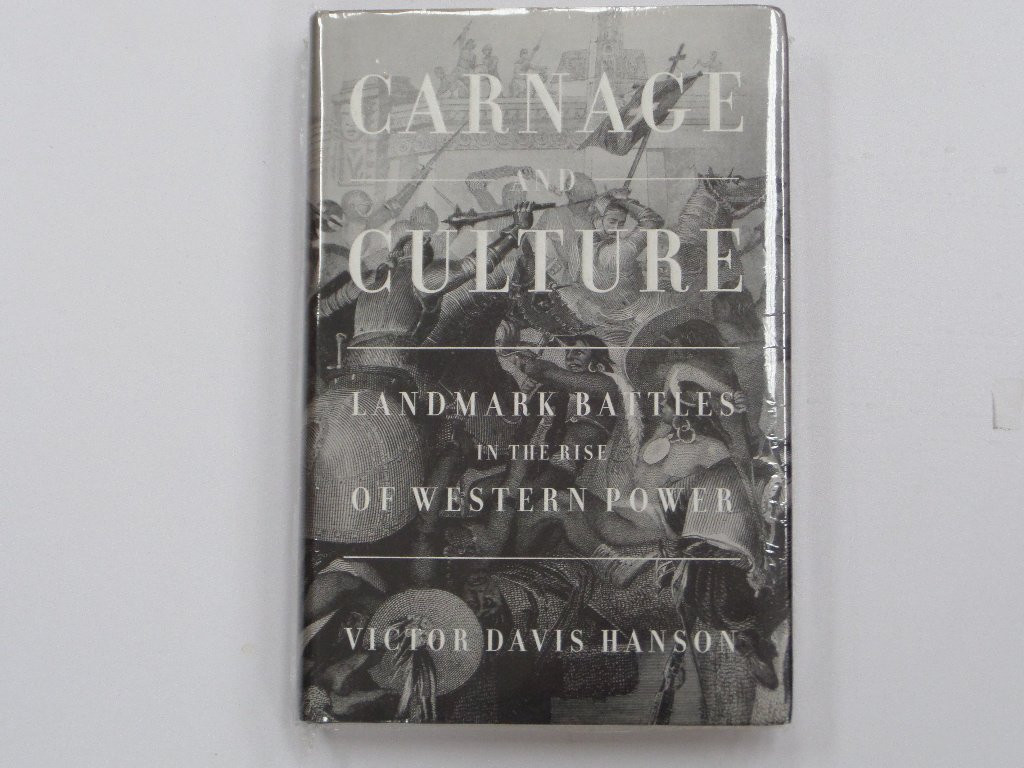 CARNAGE
AND
CULTURE
LANDMARK BATTLES
IN THE RISE
OF WESTERN POWER
VICTOR DAVIS HANSON